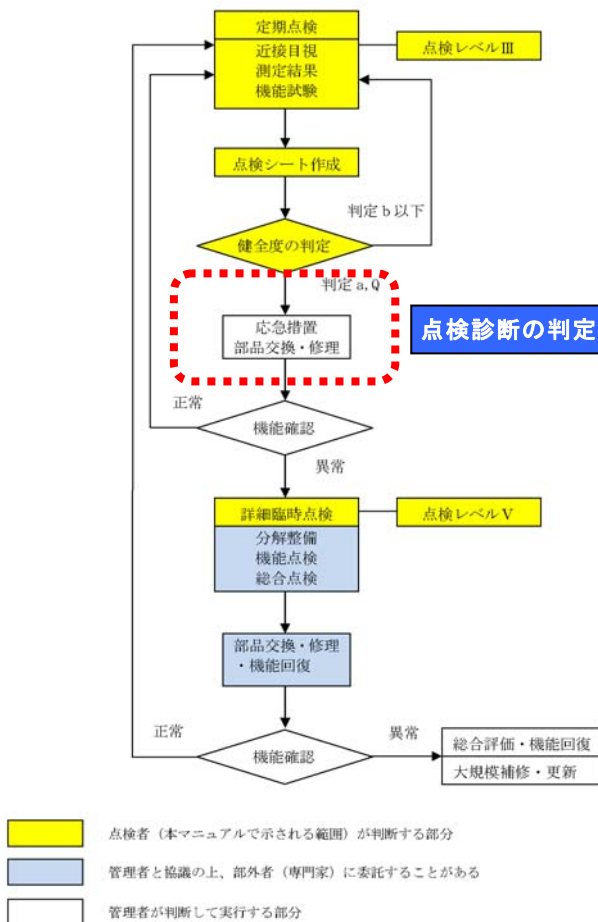 定期点検
近接目視
測定結果
機能試験
点検レベルⅢ
点検シート作成
判定ｂ以下
健全度の判定
判定 a,Q
応急措置
部品交換・修理
点検診断の判定
正常
機能確認
異常
詳細臨時点検
点検レベルⅤ
分解整備
機能点検
総合点検
部品交換・修理
・機能回復
正常
機能確認
異常
総合評価・機能回復
大規模補修・更新
点検者（本マニュアルで示される範囲）が判断する部分
管理者と協議の上、部外者（専門家）に委託することがある
管理者が判断して実行する部分